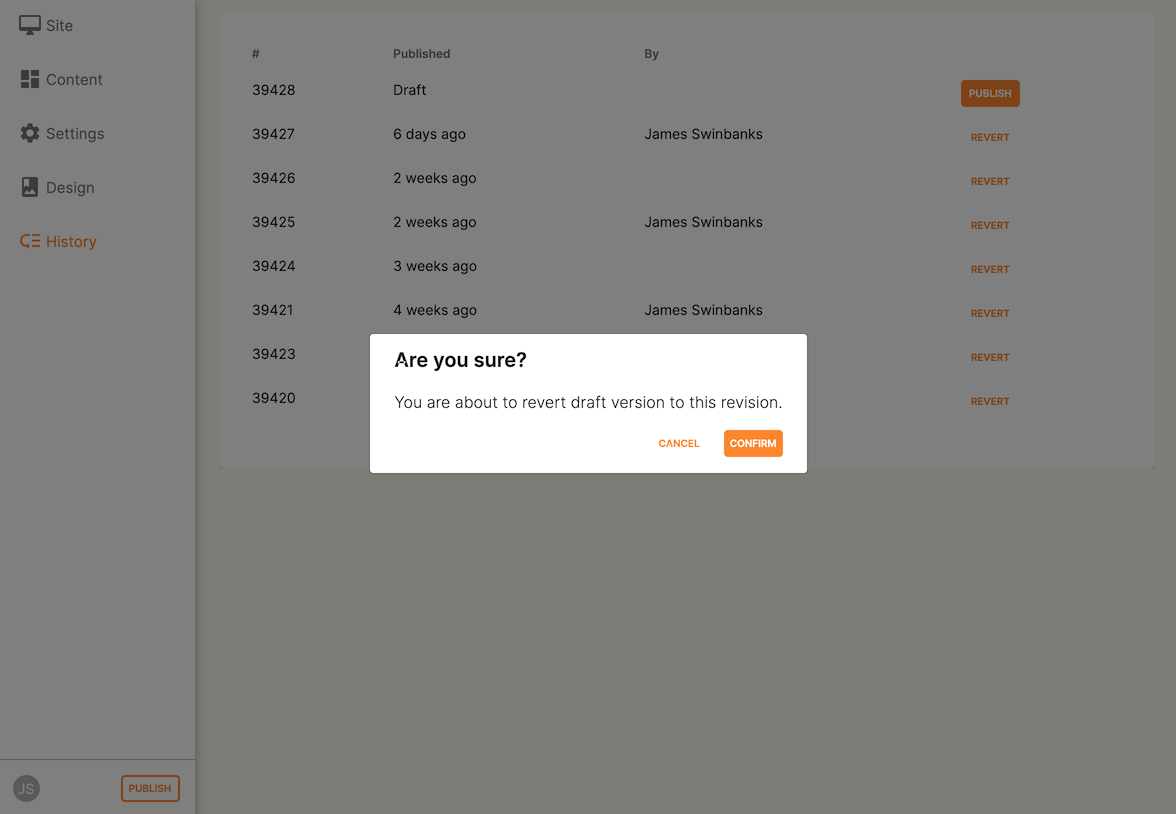 Site
Content
Settings
Design
History
# Published By
39428 Draft PUBLISH
39427 6 days ago James Swinbanks REVERT
39426 2 weeks ago REVERT
39425 2 weeks ago James Swinbanks REVERT
39424 3 weeks ago REVERT
39421 4 weeks ago James Swinbanks REVERT
39423 REVERT
39420 REVERT
Are you sure?
You are about to revert draft version to this revision.
CANCEL CONFIRM
JS PUBLISH